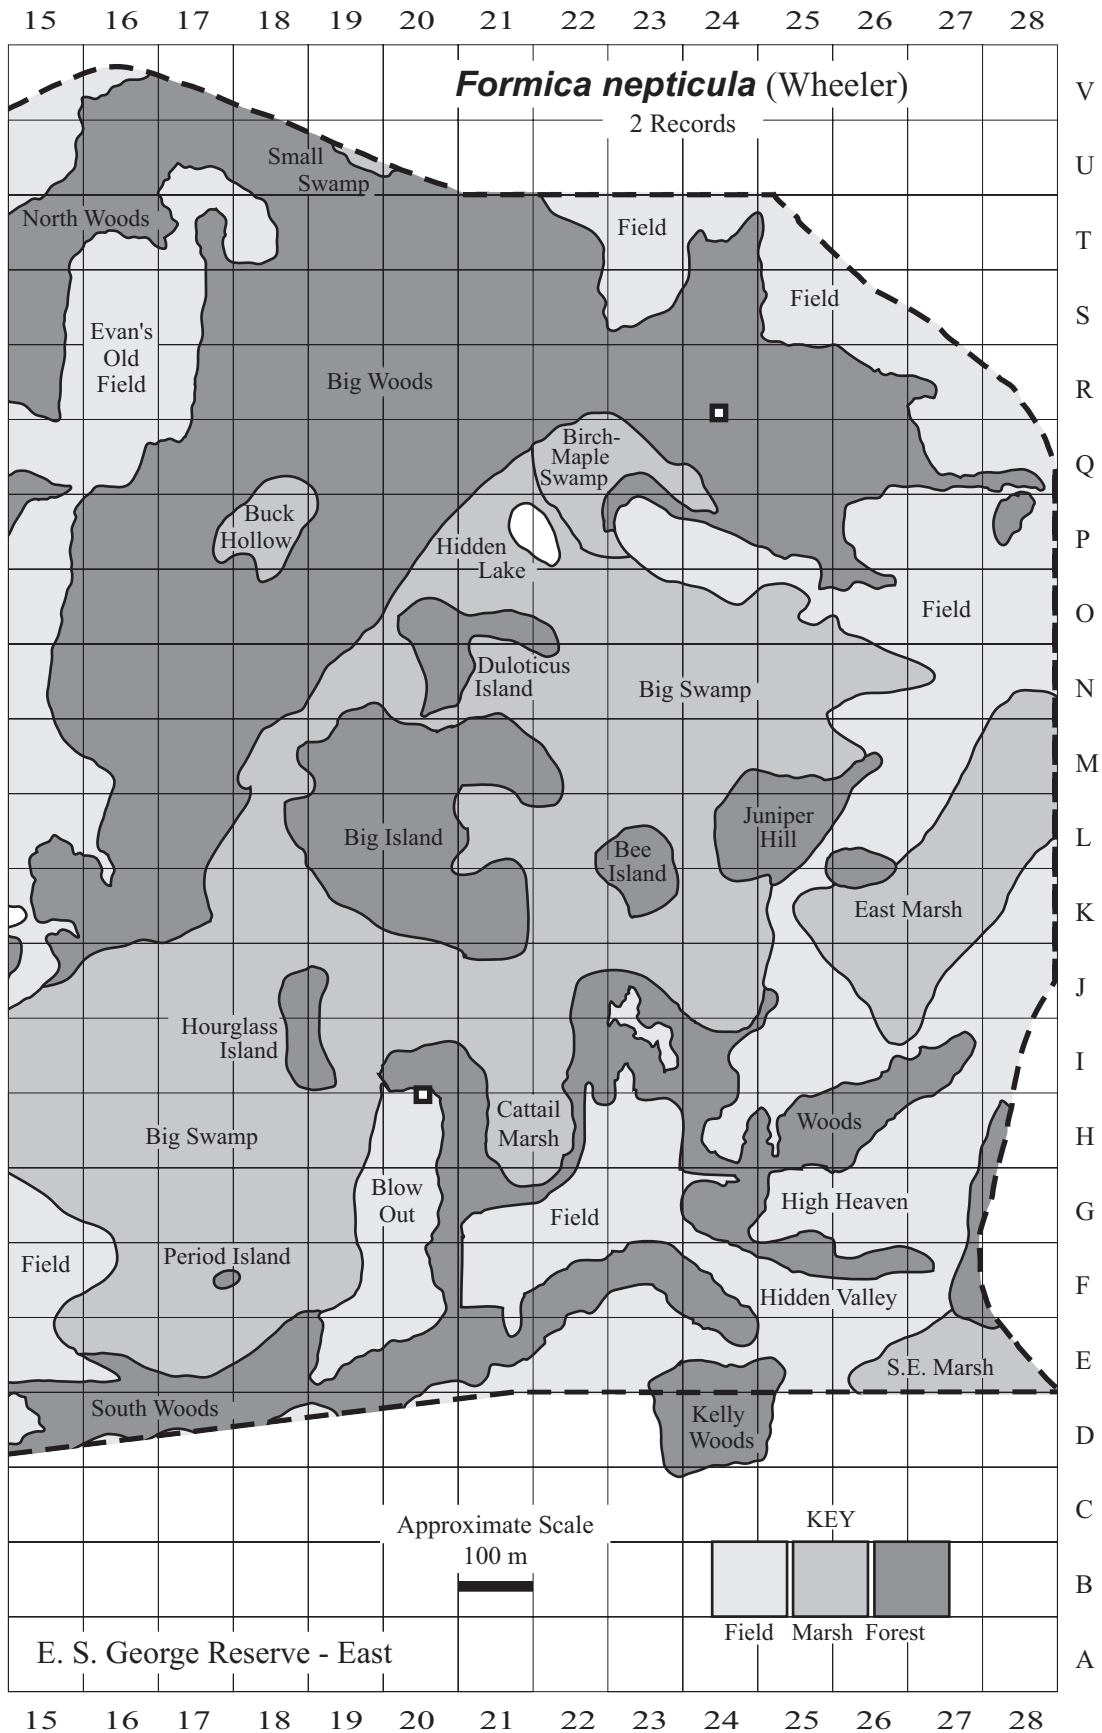 15 16 17 18 19 20 21 22 23 24 25 26 27 28
Formica nepticula (Wheeler)
V
2 Records
Small
Swamp
U
North Woods
Field
T
Field
S
Evan's
Old
Field
Big Woods
R
Birch-
Maple
Swamp
Q
Buck
Hollow
Hidden
Lake
P
Field
O
Duloticus
Island
Big Swamp
N
M
Big Island
Juniper
Hill
L
Bee
Island
East Marsh
K
J
Hourglass
Island
I
Cattail
Marsh
Woods
Big Swamp
H
Blow
Out
Field
High Heaven
G
Field
Period Island
Hidden Valley
F
S.E. Marsh
E
South Woods
Kelly
Woods
D
Approximate Scale
100 m
KEY
C
B
Field Marsh Forest
E. S. George Reserve - East
A
15 16 17 18 19 20 21 22 23 24 25 26 27 28